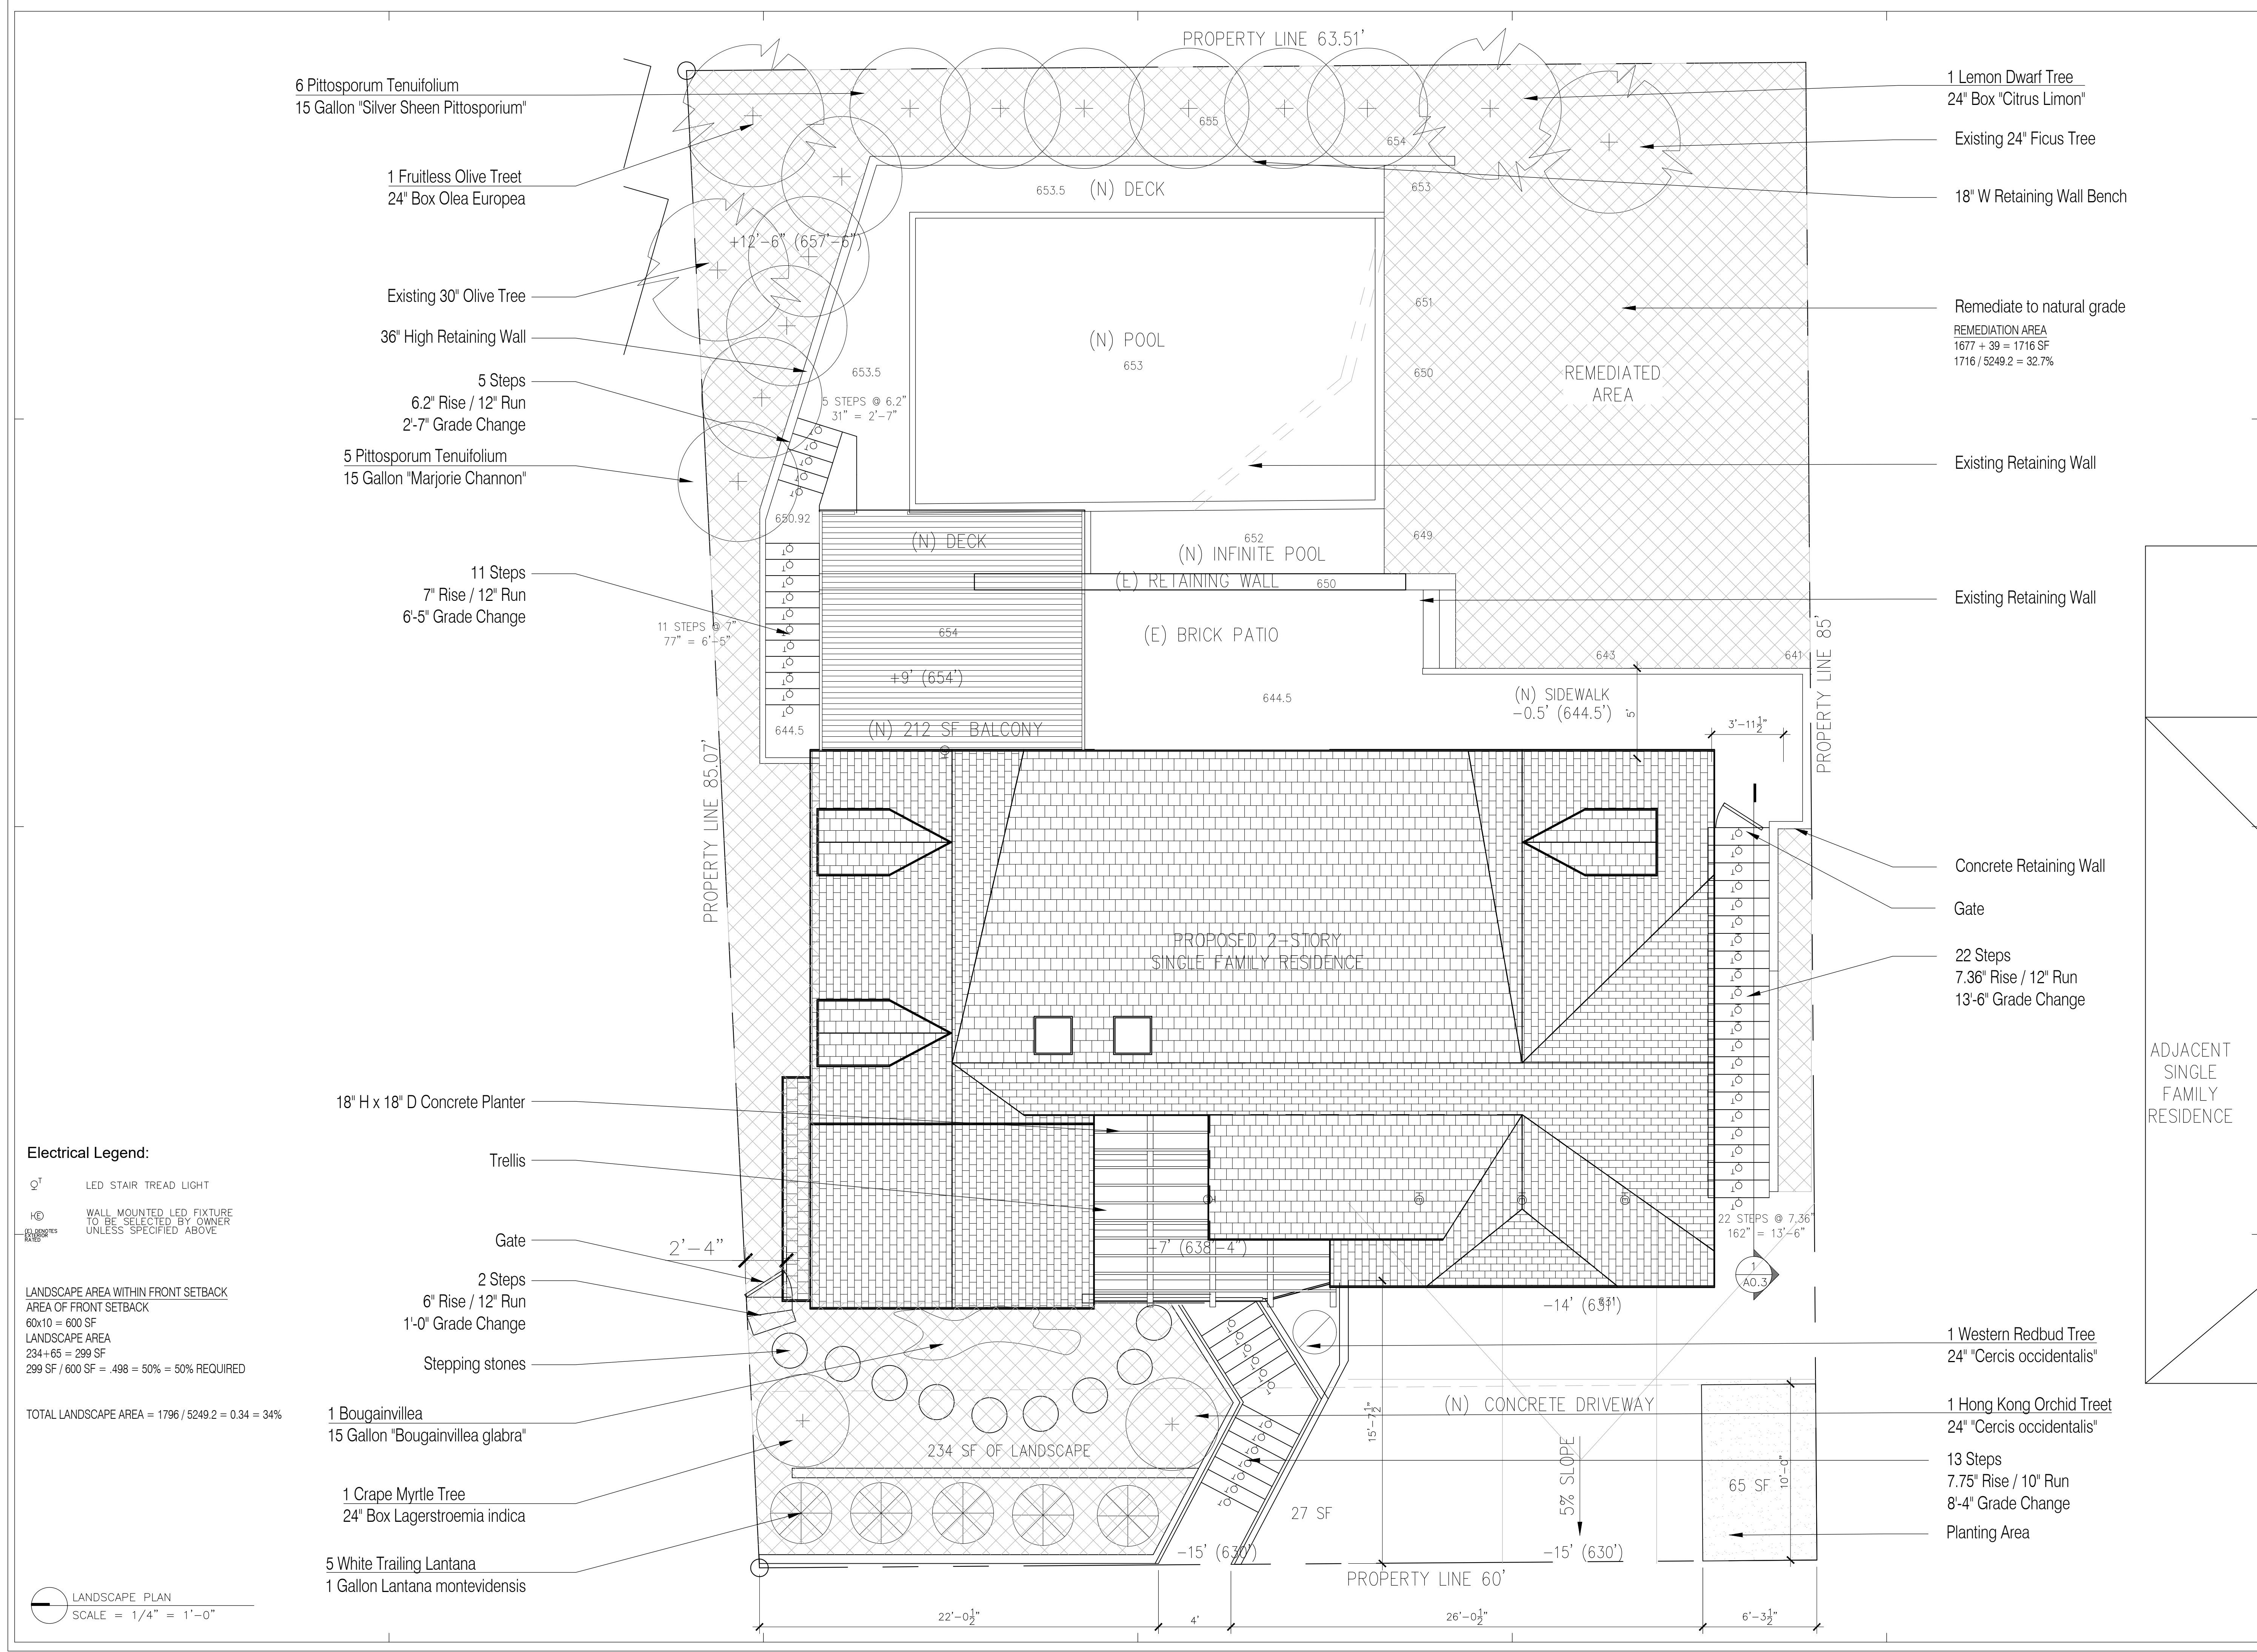 PROPERTY LINE 63.51'
6 Pittosporum Tenuifolium
15 Gallon "Silver Sheen Pittosporium"
1 Fruitless Olive Treet
24" Box Olea Europea
Existing 30" Olive Tree
36" High Retaining Wall
5 Steps
6.2" Rise / 12" Run
2'-7" Grade Change
5 Pittosporum Tenuifolium
15 Gallon "Marjorie Channon"
11 Steps
7" Rise / 12" Run
6'-5" Grade Change
18" H x 18" D Concrete Planter
Trellis
Gate
2 Steps
6" Rise / 12" Run
1'-0" Grade Change
Stepping stones
1 Bougainvillea
15 Gallon "Bougainvillea glabra"
1 Crape Myrtle Tree
24" Box Lagerstroemia indica
5 White Trailing Lantana
1 Gallon Lantana montevidensis
Electrical Legend:
T
LED STAIR TREAD LIGHT
E
WALL MOUNTED LED FIXTURE
TO BE SELECTED BY OWNER
UNLESS SPECIFIED ABOVE
(E) DENOTES
EXTERIOR
RATED
LANDSCAPE AREA WITHIN FRONT SETBACK
AREA OF FRONT SETBACK
60x10 = 600 SF
LANDSCAPE AREA
234+65 = 299 SF
299 SF / 600 SF = .498 = 50% = 50% REQUIRED
TOTAL LANDSCAPE AREA = 1796 / 5249.2 = 0.34 = 34%
LANDSCAPE PLAN
SCALE = 1/4" = 1'-0"
655
654
653.5
(N) DECK
653
+12'-6" (657'-6")
651
(N) POOL
653
653.5
650
REMEDIATED
AREA
5 STEPS @ 6.2"
31" = 2'-7"
650.92
(N) DECK
652
(N) INFINITE POOL
649
(E) RETAINING WALL
650
11 STEPS @ 7"
77" = 6'-5"
654
(E) BRICK PATIO
643
641
+9' (654')
644.5
(N) SIDEWALK
-0.5' (644.5')
5'
3'-11½"
644.5
(N) 212 SF BALCONY
PROPERTY LINE 85'
PROPERTY LINE 85.07'
PROPOSED 2-STORY
SINGLE FAMILY RESIDENCE
22 STEPS @ 7.36"
162" = 13'-6"
2'-4"
-7' (638'-4")
1
A0.3
-14' (631')
631
15'-7½"
(N) CONCRETE DRIVEWAY
234 SF OF LANDSCAPE
5% SLOPE
65 SF
10'-0"
27 SF
-15' (630')
-15' (630')
PROPERTY LINE 60'
22'-0½"
4'
26'-0½"
6'-3½"
1 Lemon Dwarf Tree
24" Box "Citrus Limon"
Existing 24" Ficus Tree
18" W Retaining Wall Bench
Remediate to natural grade
REMEDIATION AREA
1677 + 39 = 1716 SF
1716 / 5249.2 = 32.7%
Existing Retaining Wall
Existing Retaining Wall
Concrete Retaining Wall
Gate
22 Steps
7.36" Rise / 12" Run
13'-6" Grade Change
ADJACENT
SINGLE
FAMILY
RESIDENCE
1 Western Redbud Tree
24" "Cercis occidentalis"
1 Hong Kong Orchid Treet
24" "Cercis occidentalis"
13 Steps
7.75" Rise / 10" Run
8'-4" Grade Change
Planting Area